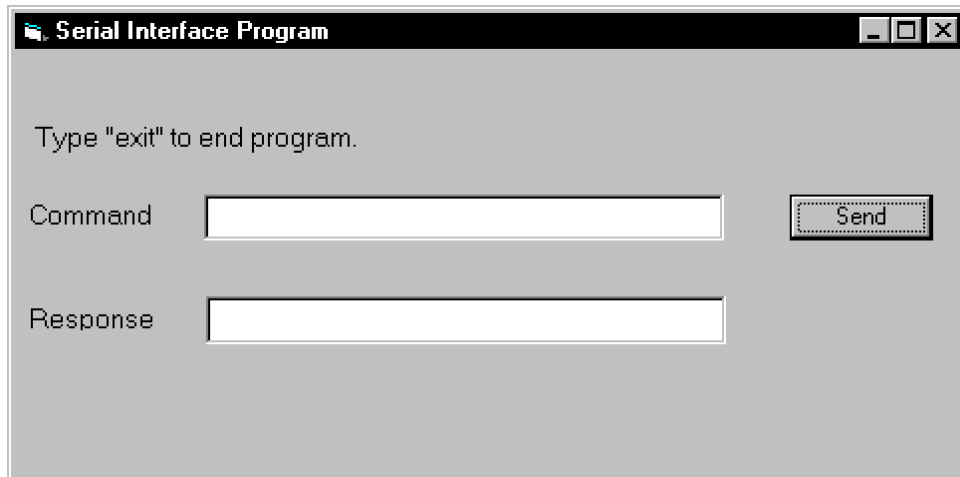 Serial Interface Program
Type "exit" to end program.
Command
Send
Response